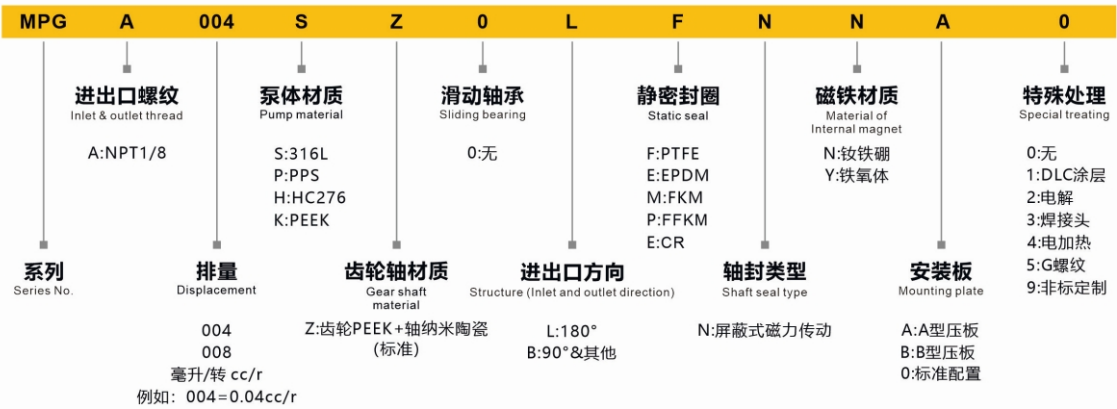 MPG A 004 S Z 0 L F N N A 0
进出口螺纹
Inlet & outlet thread
A:NPT1/8
泵体材质
Pump material
S:316L
P:PPS
H:HC276
K:PEEK
滑动轴承
Sliding bearing
0:无
静密封圈
Static seal
F:PTFE
E:EPDM
M:FKM
P:FFKM
E:CR
磁铁材质
Material of
Internal magnet
N:钕铁硼
Y:铁氧体
特殊处理
Special treating
0:无
1:DLC涂层
2:电解
3:焊接头
4:电加热
5:G螺纹
9:非标定制
系列
Series No.
排量
Displacement
004
008
毫升/转 cc/r
例如：004=0.04cc/r
齿轮轴材质
Gear shaft
material
Z:齿轮PEEK+轴纳米陶瓷
(标准)
进出口方向
Structure (Inlet and outlet direction)
L:180°
B:90°&其他
轴封类型
Shaft seal type
N:屏蔽式磁力传动
安装板
Mounting plate
A:A型压板
B:B型压板
0:标准配置